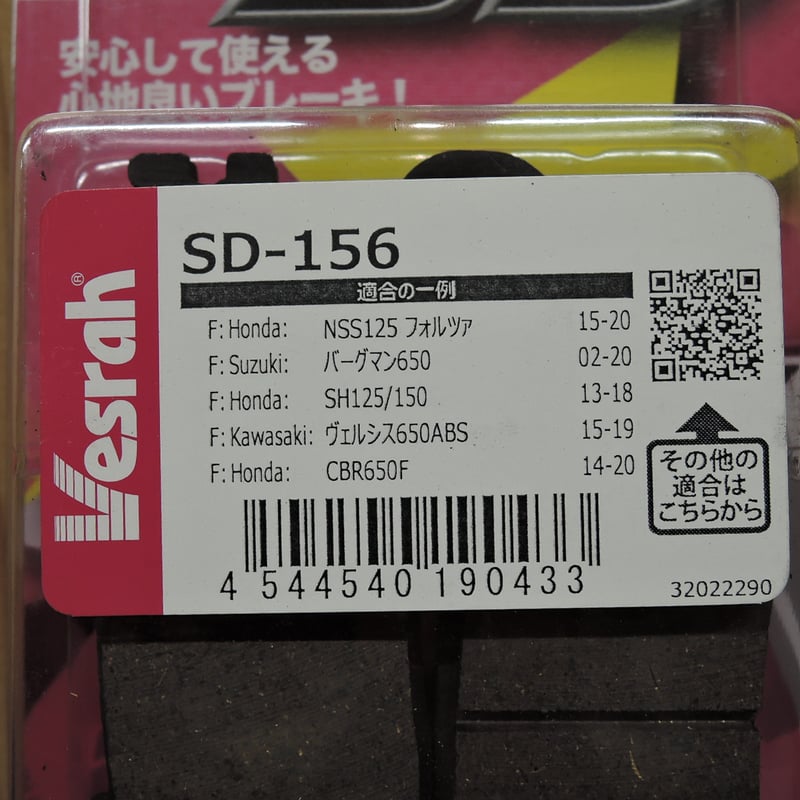 安心して使える
心地良いブレーキ!
Vesrah®
SD-156
適合の一例
F: Honda: NSS125 フォルツァ 15-20
F: Suzuki: バーグマン650 02-20
F: Honda: SH125/150 13-18
F: Kawasaki: ヴェルシス650ABS 15-19
F: Honda: CBR650F 14-20
その他の
適合は
こちらから
4 544540 190433
32022290